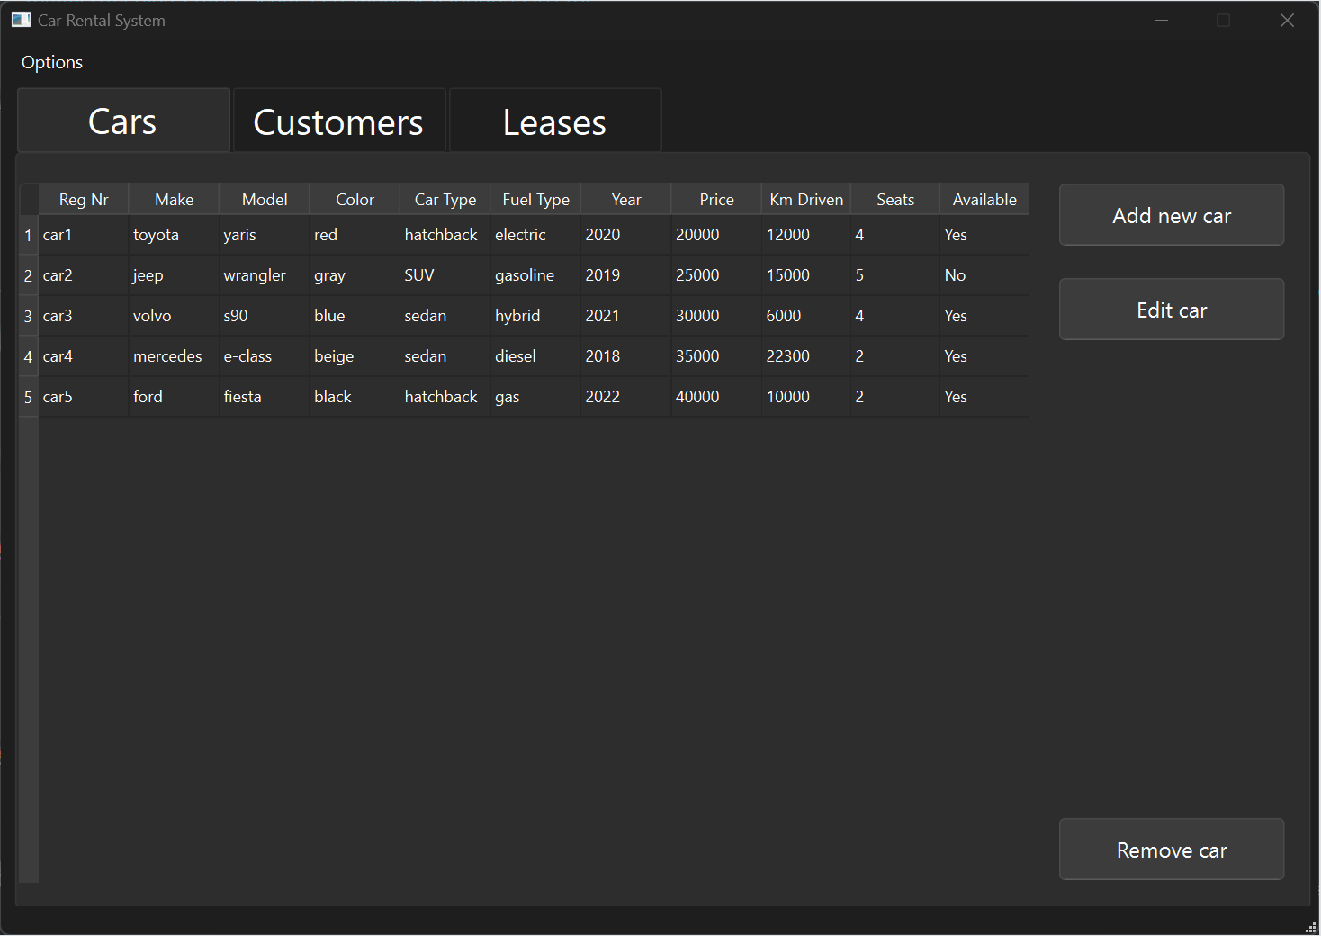 Car Rental System
Options
Cars Customers Leases
Reg Nr Make Model Color Car Type Fuel Type Year Price Km Driven Seats Available
1 car1 toyota yaris red hatchback electric 2020 20000 12000 4 Yes
2 car2 jeep wrangler gray SUV gasoline 2019 25000 15000 5 No
3 car3 volvo s90 blue sedan hybrid 2021 30000 6000 4 Yes
4 car4 mercedes e-class beige sedan diesel 2018 35000 22300 2 Yes
5 car5 ford fiesta black hatchback gas 2022 40000 10000 2 Yes
Add new car
Edit car
Remove car